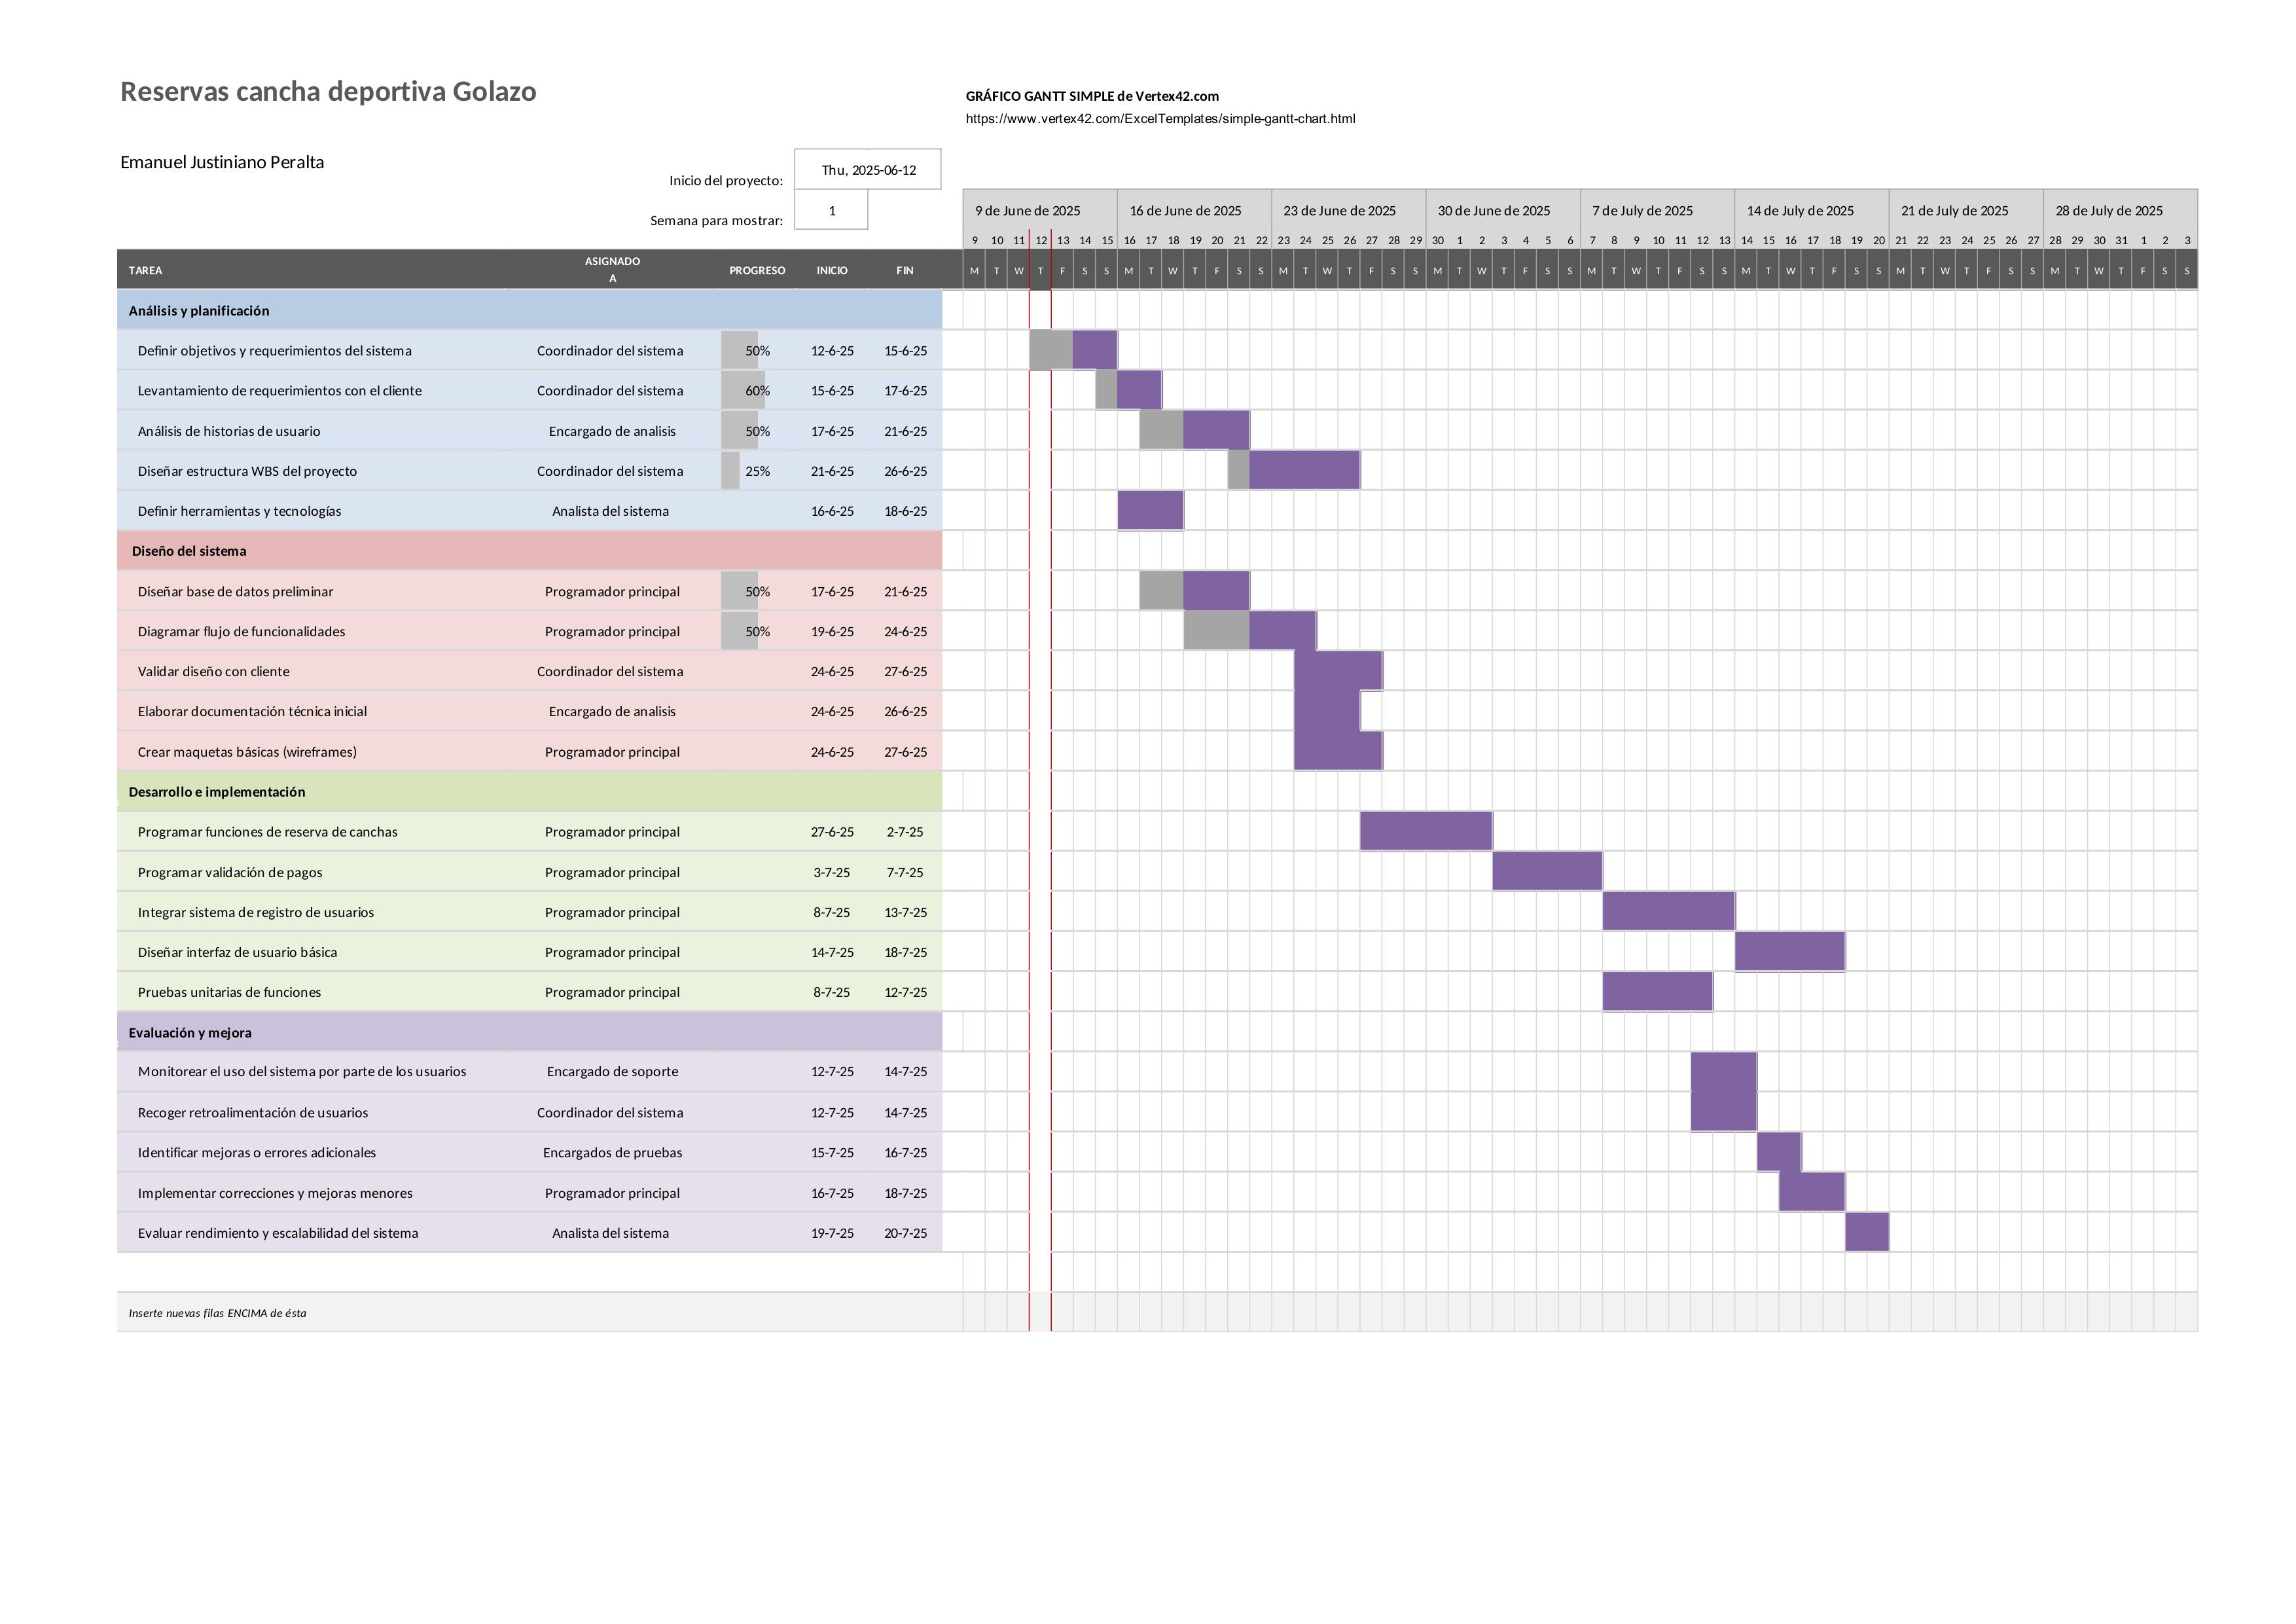 Reservas cancha deportiva Golazo
GRÁFICO GANTT SIMPLE de Vertex42.com
https://www.vertex42.com/ExcelTemplates/simple-gantt-chart.html
Emanuel Justiniano Peralta
Inicio del proyecto: Thu, 2025-06-12
Semana para mostrar: 1
9 de June de 2025 16 de June de 2025 23 de June de 2025 30 de June de 2025 7 de July de 2025 14 de July de 2025 21 de July de 2025 28 de July de 2025
9 10 11 12 13 14 15 16 17 18 19 20 21 22 23 24 25 26 27 28 29 30 1 2 3 4 5 6 7 8 9 10 11 12 13 14 15 16 17 18 19 20 21 22 23 24 25 26 27 28 29 30 31 1 2 3
TAREA ASIGNADO A PROGRESO INICIO FIN M T W T F S S M T W T F S S M T W T F S S M T W T F S S M T W T F S S M T W T F S S M T W T F S S M T W T F S S
Análisis y planificación
Definir objetivos y requerimientos del sistema Coordinador del sistema 50% 12-6-25 15-6-25
Levantamiento de requerimientos con el cliente Coordinador del sistema 60% 15-6-25 17-6-25
Análisis de historias de usuario Encargado de analisis 50% 17-6-25 21-6-25
Diseñar estructura WBS del proyecto Coordinador del sistema 25% 21-6-25 26-6-25
Definir herramientas y tecnologías Analista del sistema 16-6-25 18-6-25
Diseño del sistema
Diseñar base de datos preliminar Programador principal 50% 17-6-25 21-6-25
Diagramar flujo de funcionalidades Programador principal 50% 19-6-25 24-6-25
Validar diseño con cliente Coordinador del sistema 24-6-25 27-6-25
Elaborar documentación técnica inicial Encargado de analisis 24-6-25 26-6-25
Crear maquetas básicas (wireframes) Programador principal 24-6-25 27-6-25
Desarrollo e implementación
Programar funciones de reserva de canchas Programador principal 27-6-25 2-7-25
Programar validación de pagos Programador principal 3-7-25 7-7-25
Integrar sistema de registro de usuarios Programador principal 8-7-25 13-7-25
Diseñar interfaz de usuario básica Programador principal 14-7-25 18-7-25
Pruebas unitarias de funciones Programador principal 8-7-25 12-7-25
Evaluación y mejora
Monitorear el uso del sistema por parte de los usuarios Encargado de soporte 12-7-25 14-7-25
Recoger retroalimentación de usuarios Coordinador del sistema 12-7-25 14-7-25
Identificar mejoras o errores adicionales Encargados de pruebas 15-7-25 16-7-25
Implementar correcciones y mejoras menores Programador principal 16-7-25 18-7-25
Evaluar rendimiento y escalabilidad del sistema Analista del sistema 19-7-25 20-7-25
Inserte nuevas filas ENCIMA de ésta